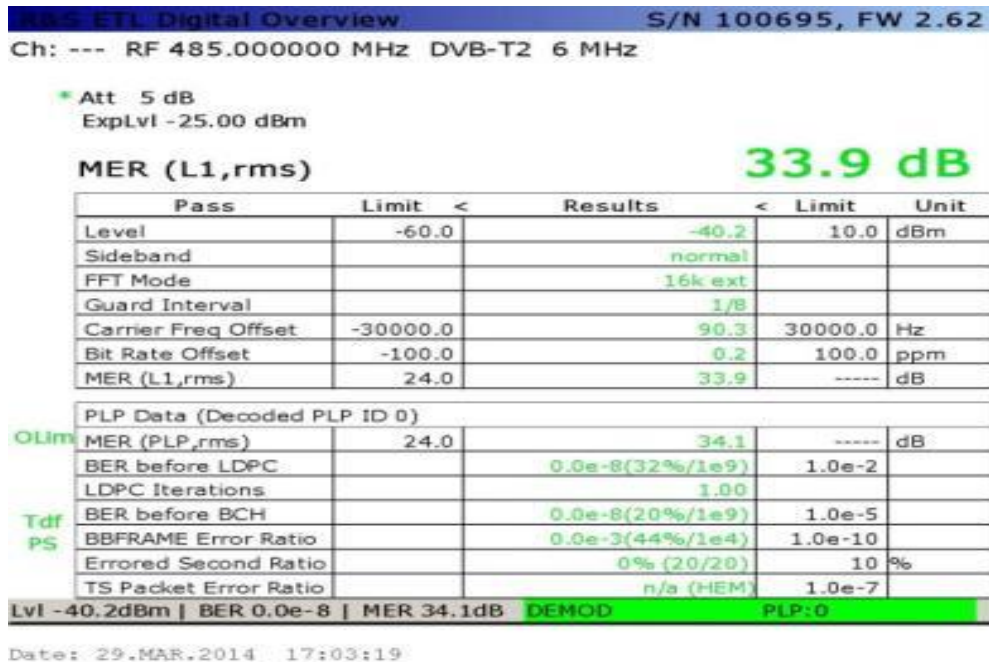 R&S ETL Digital Overview S/N 100695, FW 2.62
Ch: --- RF 485.000000 MHz DVB-T2 6 MHz
* Att 5 dB
ExpLvl -25.00 dBm
MER (L1,rms) 33.9 dB
Pass Limit < Results < Limit Unit
Level -60.0 -40.2 10.0 dBm
Sideband normal
FFT Mode 16k ext
Guard Interval 1/8
Carrier Freq Offset -30000.0 90.3 30000.0 Hz
Bit Rate Offset -100.0 0.2 100.0 ppm
MER (L1,rms) 24.0 33.9 ----- dB
PLP Data (Decoded PLP ID 0)
OLim MER (PLP,rms) 24.0 34.1 ----- dB
BER before LDPC 0.0e-8(32%/1e9) 1.0e-2
LDPC Iterations 1.00
Tdf BER before BCH 0.0e-8(20%/1e9) 1.0e-5
PS BBFRAME Error Ratio 0.0e-3(44%/1e4) 1.0e-10
Errored Second Ratio 0% (20/20) 10 %
TS Packet Error Ratio n/a (HEM) 1.0e-7
Lvl -40.2dBm | BER 0.0e-8 | MER 34.1dB DEMOD PLP:0
Date: 29.MAR.2014 17:03:19